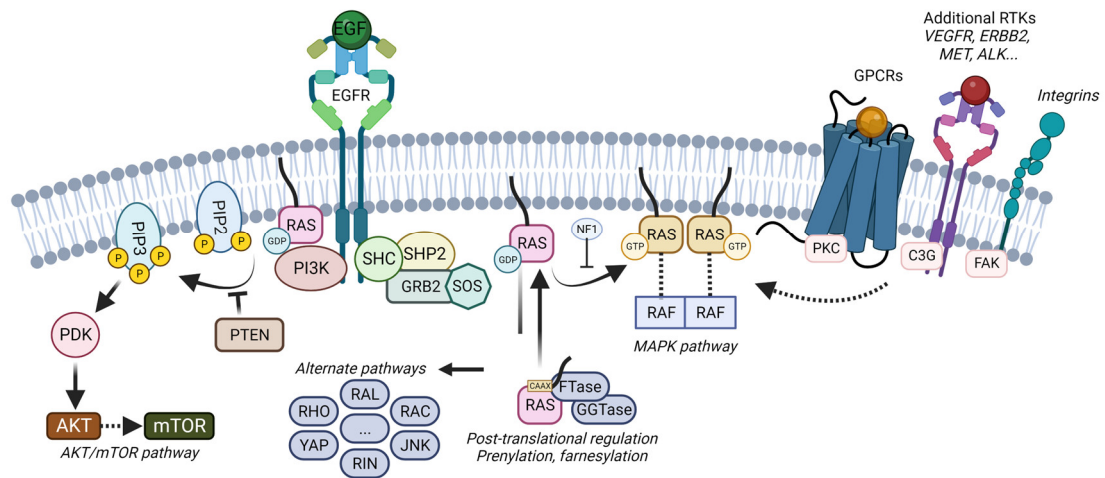 EGF
EGFR
Additional RTKs
VEGFR, ERBB2,
MET, ALK...
GPCRs
Integrins
PIP3
P
P
P
PIP2
P
P
RAS
GDP
PI3K
PTEN
PDK
AKT
mTOR
AKT/mTOR pathway
SHC
SHP2
GRB2
SOS
RAS
GDP
NF1
RAS
RAS
GTP
GTP
RAF
RAF
MAPK pathway
PKC
C3G
FAK
Alternate pathways
RAL
RHO
RAC
...
YAP
JNK
RIN
CAAX
RAS
FTase
GGTase
Post-translational regulation
Prenylation, farnesylation